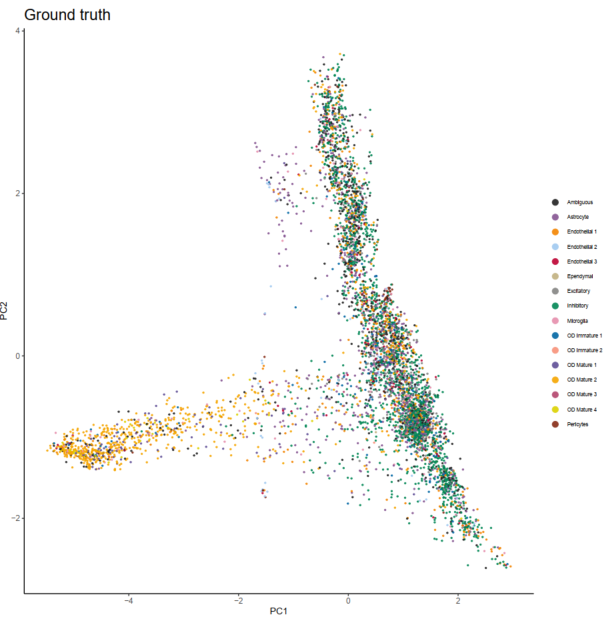 Ground truth
4
2
0
−2
PC2
−4
−2
0
2
PC1
Ambiguous
Astrocyte
Endothelial 1
Endothelial 2
Endothelial 3
Ependymal
Excitatory
Inhibitory
Microglia
OD Immature 1
OD Immature 2
OD Mature 1
OD Mature 2
OD Mature 3
OD Mature 4
Pericytes